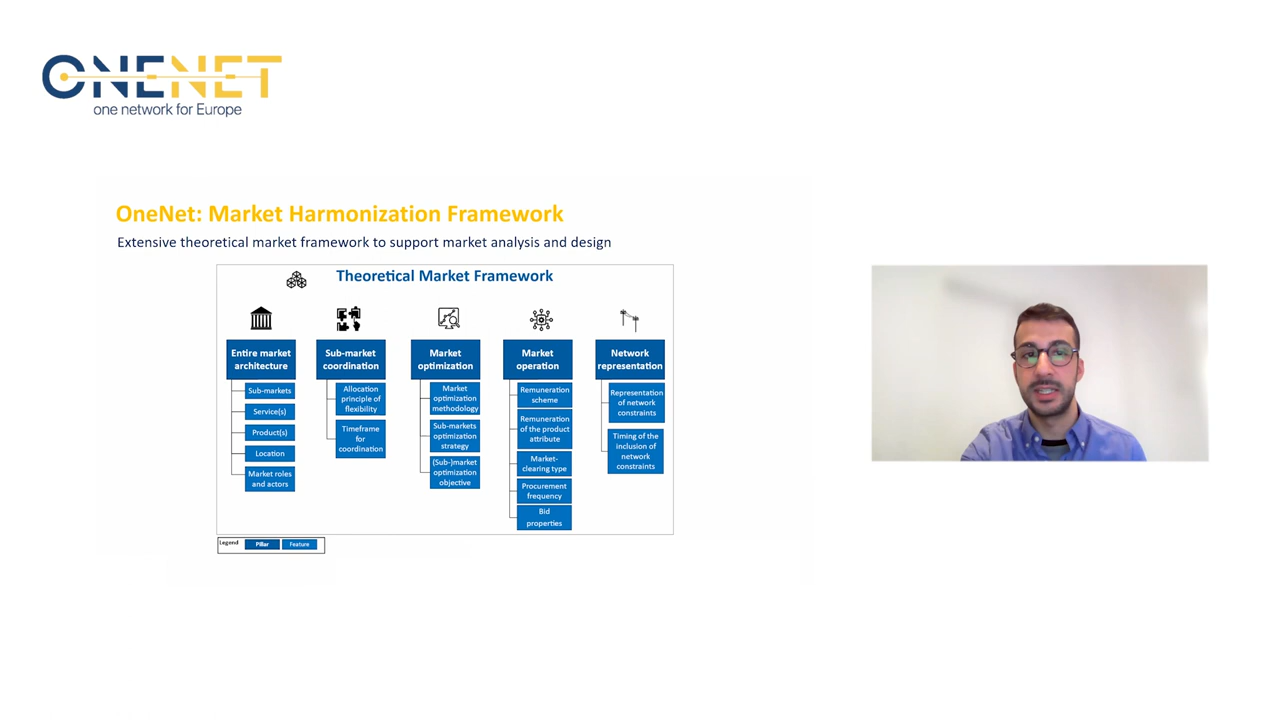 ONENET
one network for Europe
OneNet: Market Harmonization Framework
Extensive theoretical market framework to support market analysis and design
Theoretical Market Framework
Entire market
architecture
Sub-markets
Service(s)
Product(s)
Location
Market roles
and actors
Sub-market
coordination
Allocation
principle of
flexibility
Timeframe
for
coordination
Market
optimization
Market
optimization
methodology
Sub-markets
optimization
strategy
(Sub-)market
optimization
objective
Market
operation
Remuneration
scheme
Remuneration
of the product
attribute
Market-
clearing type
Procurement
frequency
Bid
properties
Network
representation
Representation
of network
constraints
Timing of the
inclusion of
network
constraints
Legend
Pillar
Feature